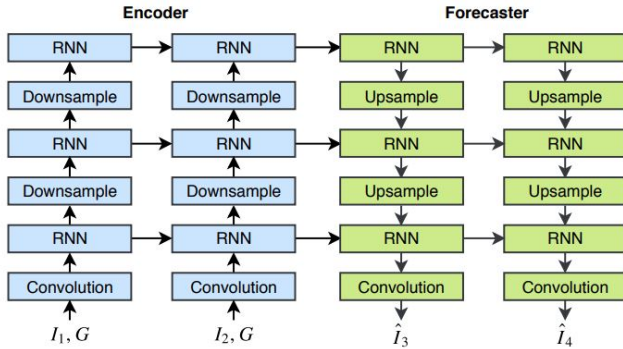 Encoder Forecaster
RNN RNN RNN RNN
Downsample Downsample Upsample Upsample
RNN RNN RNN RNN
Downsample Downsample Upsample Upsample
RNN RNN RNN RNN
Convolution Convolution Convolution Convolution
I₁, G I₂, G Î₃ Î₄